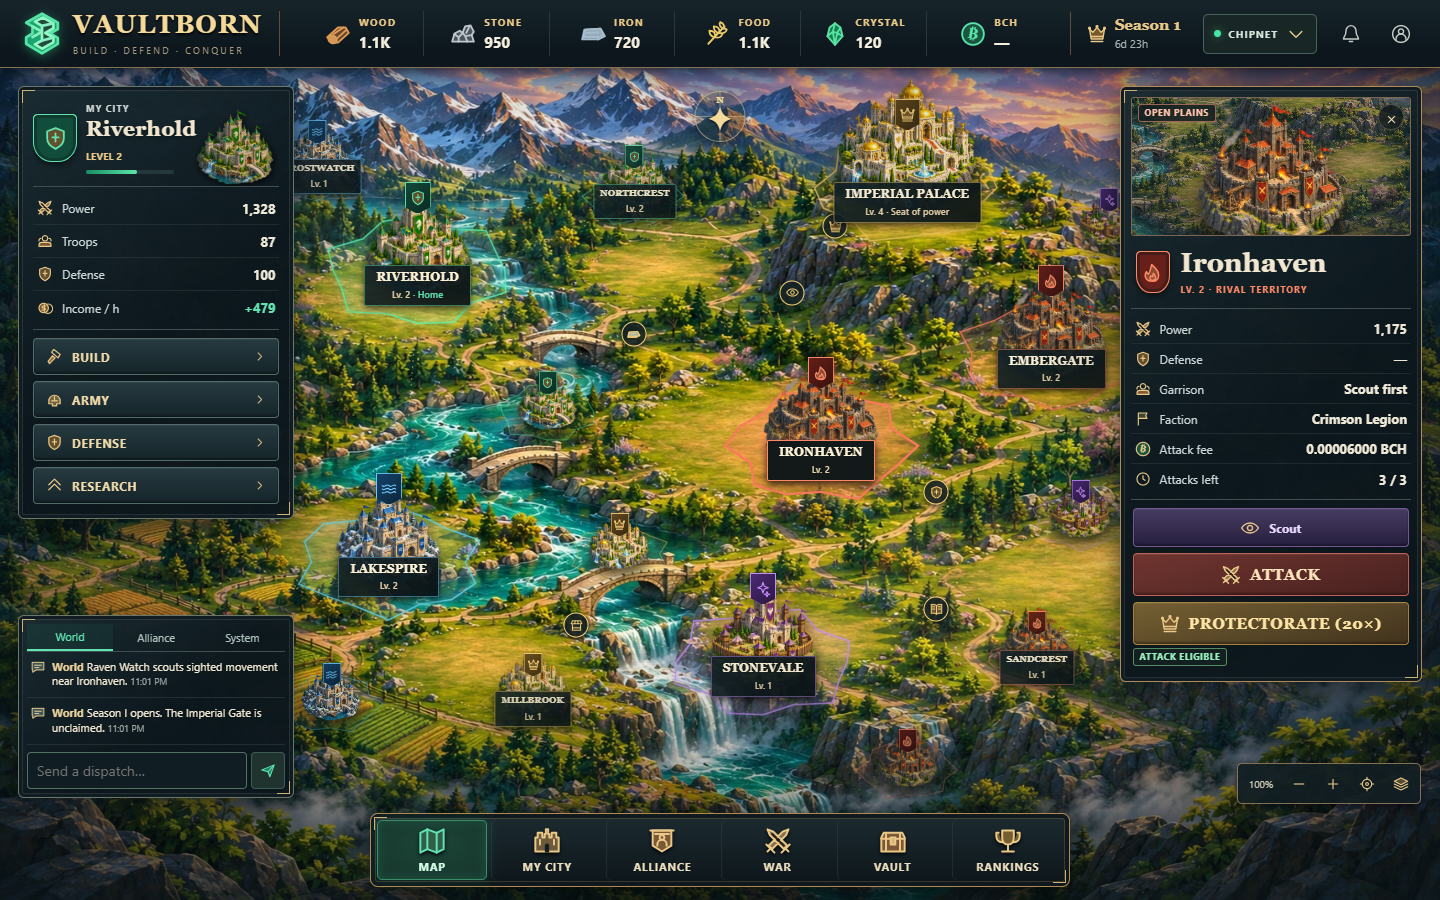 VAULTBORN
BUILD · DEFEND · CONQUER
WOOD
1.1K
STONE
950
IRON
720
FOOD
1.1K
CRYSTAL
120
BCH
—
Season 1
6d 23h
CHIPNET
MY CITY
Riverhold
LEVEL 2
Power 1,328
Troops 87
Defense 100
Income / h +479
BUILD
ARMY
DEFENSE
RESEARCH
World Alliance System
World Raven Watch scouts sighted movement
near Ironhaven. 11:01 PM
World Season I opens. The Imperial Gate is
unclaimed. 11:01 PM
Send a dispatch...
N
OSTWATCH
Lv. 1
NORTHCREST
Lv. 2
IMPERIAL PALACE
Lv. 4 · Seat of power
RIVERHOLD
Lv. 2 · Home
EMBERGATE
Lv. 2
IRONHAVEN
Lv. 2
LAKESPIRE
Lv. 2
STONEVALE
Lv. 1
SANDCREST
Lv. 1
MILLBROOK
Lv. 1
OPEN PLAINS
×
Ironhaven
LV. 2 · RIVAL TERRITORY
Power 1,175
Defense —
Garrison Scout first
Faction Crimson Legion
Attack fee 0.00006000 BCH
Attacks left 3 / 3
Scout
ATTACK
PROTECTORATE (20×)
ATTACK ELIGIBLE
100% − +
MAP
MY CITY
ALLIANCE
WAR
VAULT
RANKINGS